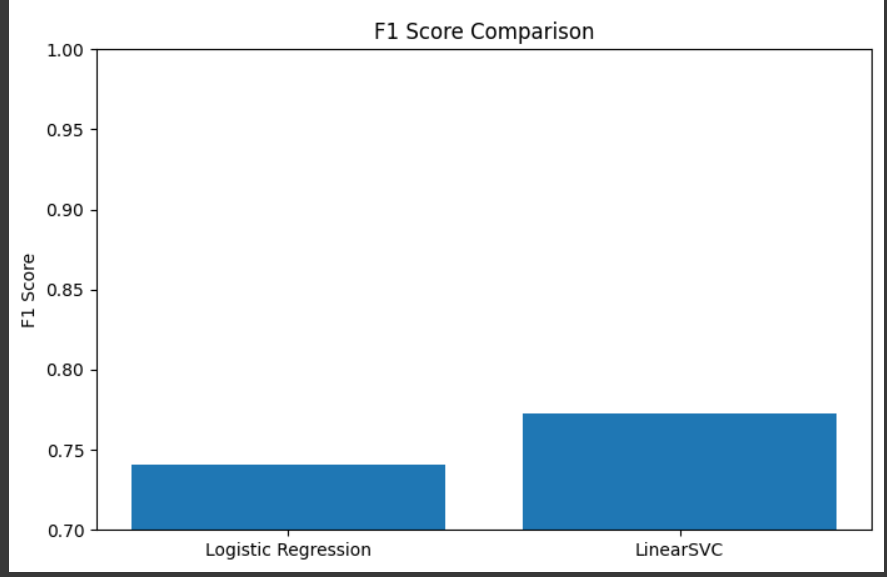 F1 Score Comparison
1.00
0.95
0.90
0.85
0.80
0.75
0.70
F1 Score
Logistic Regression
LinearSVC